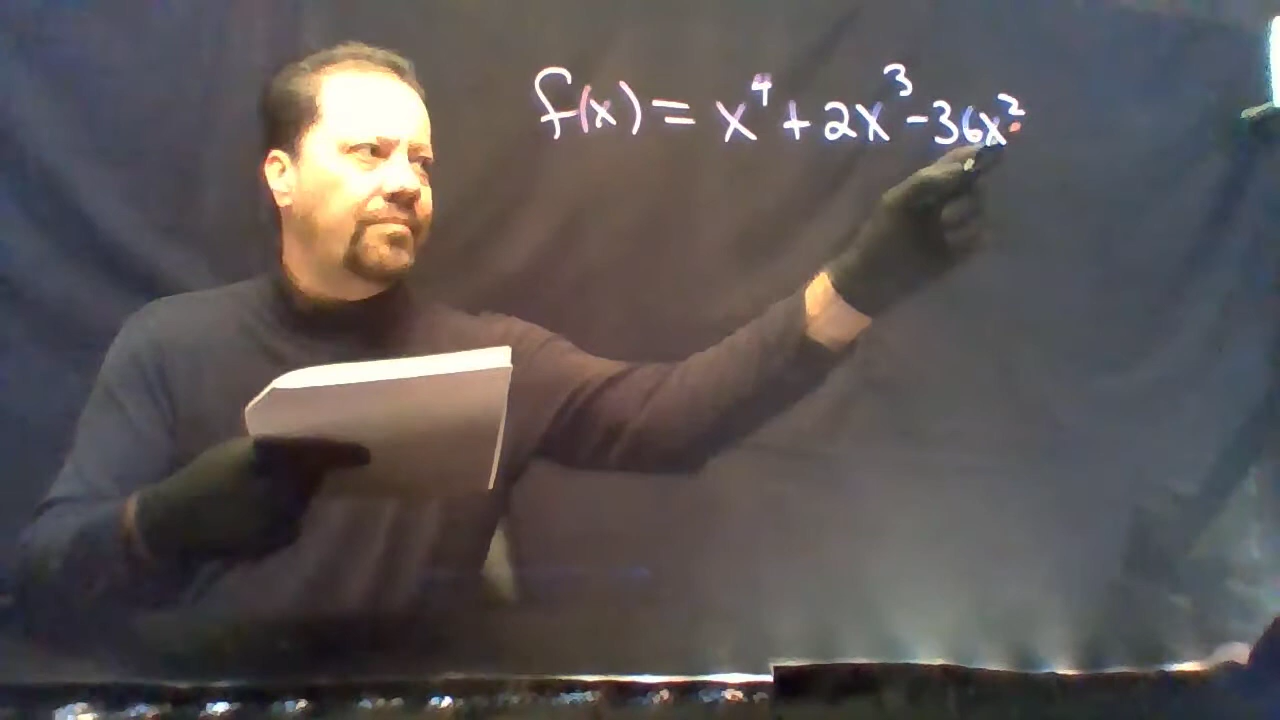 f(x) = x⁴ + 2x³ - 36x²